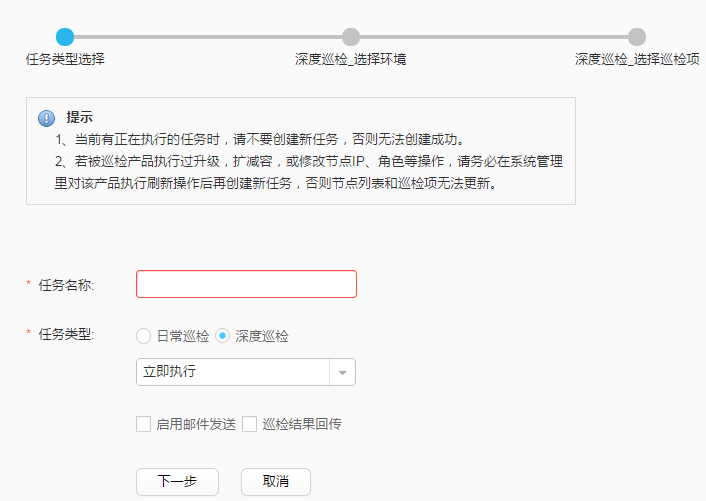 任务类型选择
深度巡检_选择环境
深度巡检_选择巡检项
提示
1、当前有正在执行的任务时，请不要创建新任务，否则无法创建成功。
2、若被巡检产品执行过升级，扩减容，或修改节点IP、角色等操作，请务必在系统管理
里对该产品执行刷新操作后再创建新任务，否则节点列表和巡检项无法更新。
* 任务名称:
* 任务类型: 日常巡检 深度巡检
立即执行
启用邮件发送 巡检结果回传
下一步 取消